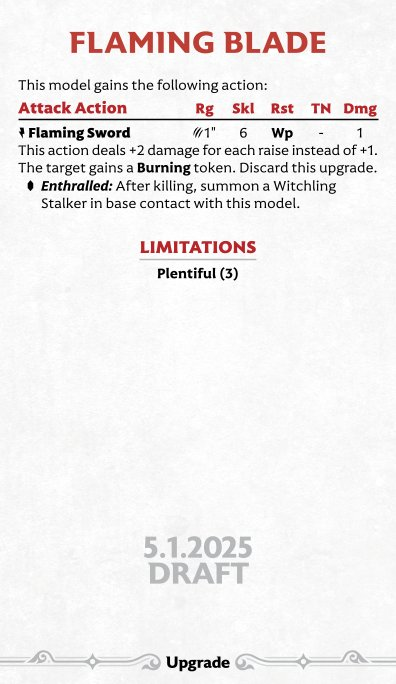 FLAMING BLADE
This model gains the following action:
Attack Action Rg Skl Rst TN Dmg
Flaming Sword 1" 6 Wp - 1
This action deals +2 damage for each raise instead of +1.
The target gains a Burning token. Discard this upgrade.
Enthralled: After killing, summon a Witchling
Stalker in base contact with this model.
LIMITATIONS
Plentiful (3)
5.1.2025
DRAFT
Upgrade